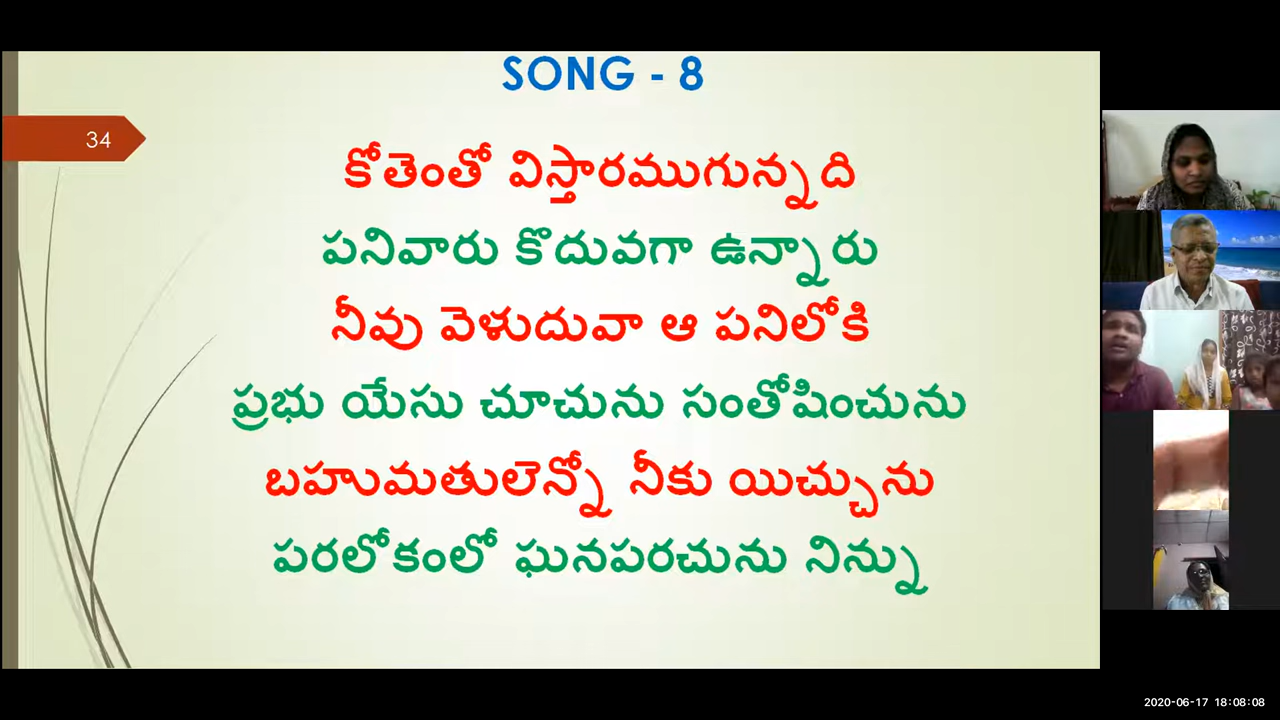 SONG - 8
34
కోతెంతో విస్తారముగున్నది
పనివారు కొదువగా ఉన్నారు
నీవు వెళుదువా ఆ పనిలోకి
ప్రభు యేసు చూచును సంతోషించును
బహుమతులెన్నో నీకు యిచ్చును
పరలోకంలో ఘనపరచును నిన్ను
2020-06-17 18:08:08